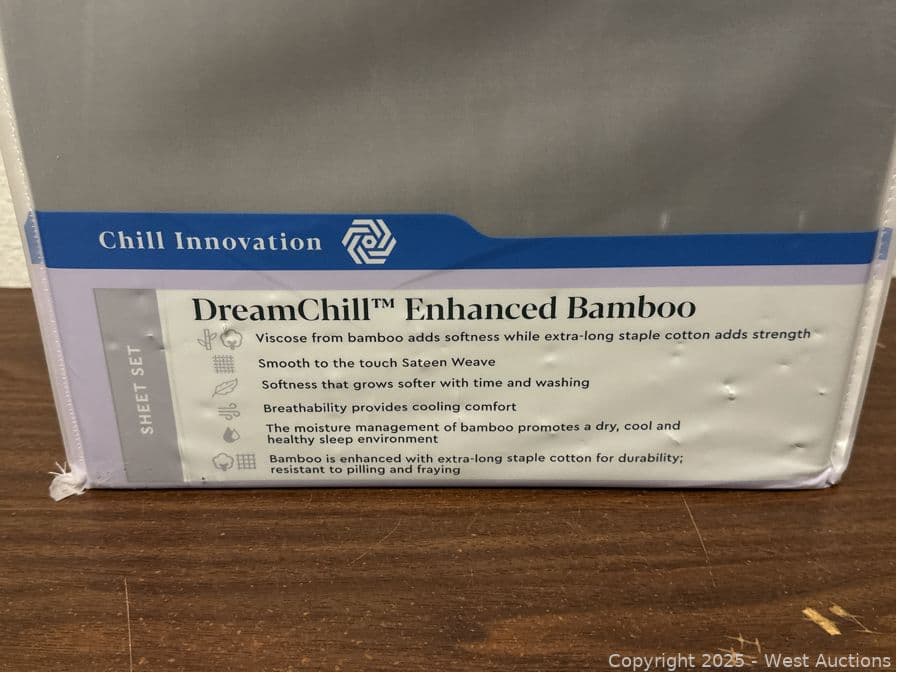 Chill Innovation
DreamChill™ Enhanced Bamboo
SHEET SET
Viscose from bamboo adds softness while extra-long staple cotton adds strength
Smooth to the touch Sateen Weave
Softness that grows softer with time and washing
Breathability provides cooling comfort
The moisture management of bamboo promotes a dry, cool and
healthy sleep environment
Bamboo is enhanced with extra-long staple cotton for durability;
resistant to pilling and fraying
Copyright 2025 - West Auctions